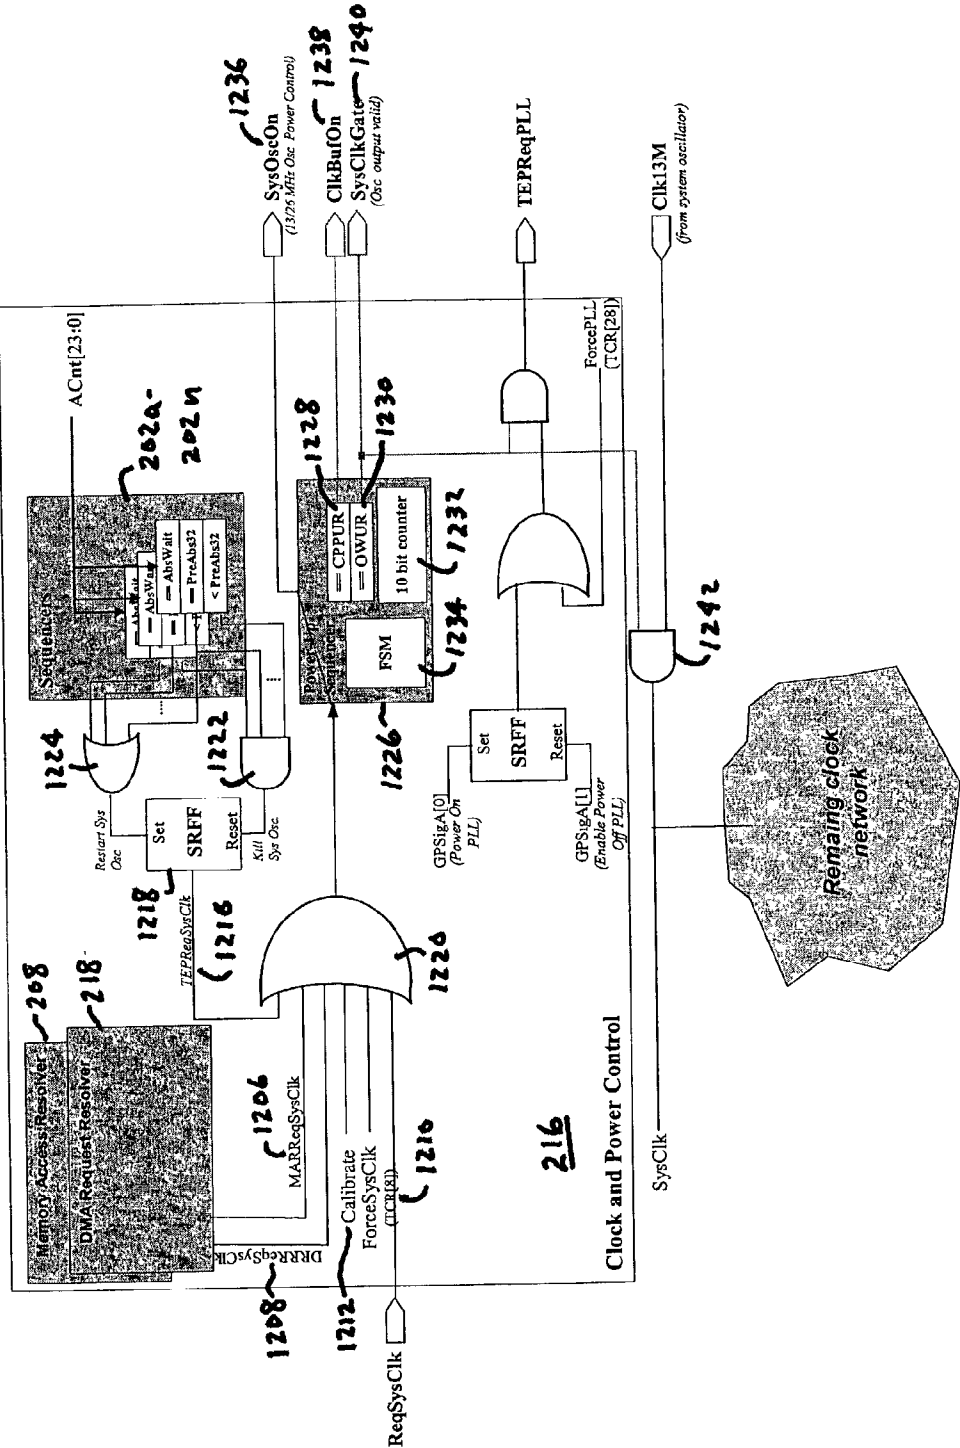 Memory Access Resolver
208
DMA Request Resolver
218
DRRReqSysClk
1208
MARReqSysClk
1206
1212
Calibrate
ForceSysClk
(TCR[8])
1210
ReqSysClk
TEPReqSysClk
1216
1218
Set
SRFF
Reset
Restart Sys
Osc
Kill
Sys Osc.
1224
1222
1220
Sequencers
AbsWait
= AbsWait
= PreAbs32
< PreAbs32
202a-
202n
ACnt[23:0]
Sequencer
1226
= CPPUR
1228
= OWUR
1230
10 bit counter
1232
FSM
1234
SysOscOn
1236
(13/26 MHz Osc Power Control)
ClkBufOn
1238
SysClkGate
1240
(Osc output valid)
GPSigA[0]
(Power On
PLL)
Set
SRFF
Reset
GPSigA[1]
(Enable Power
Off PLL)
ForcePLL
(TCR[28])
TEPReqPLL
Clock and Power Control
216
1242
Clk13M
(from system oscillator)
SysClk
Remaing clock
network